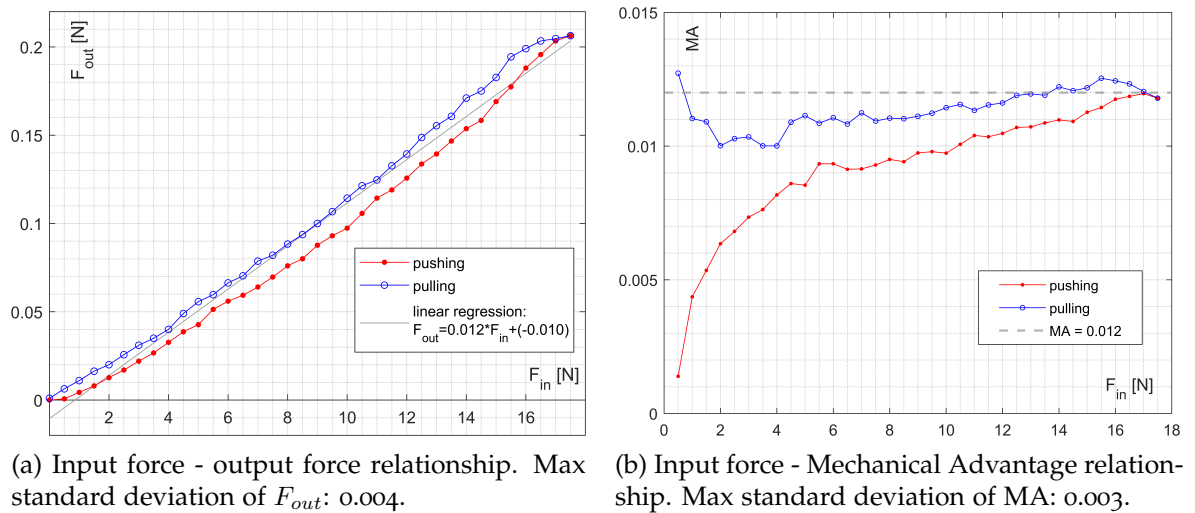 F_out [N]
0.2
0.15
0.1
0.05
0
2 4 6 8 10 12 14 16
F_in [N]
pushing
pulling
linear regression:
F_out=0.012*F_in+(-0.010)
(a) Input force - output force relationship. Max
standard deviation of F_out: 0.004.
MA
0.015
0.01
0.005
0
0 2 4 6 8 10 12 14 16 18
F_in [N]
pushing
pulling
MA = 0.012
(b) Input force - Mechanical Advantage relation-
ship. Max standard deviation of MA: 0.003.